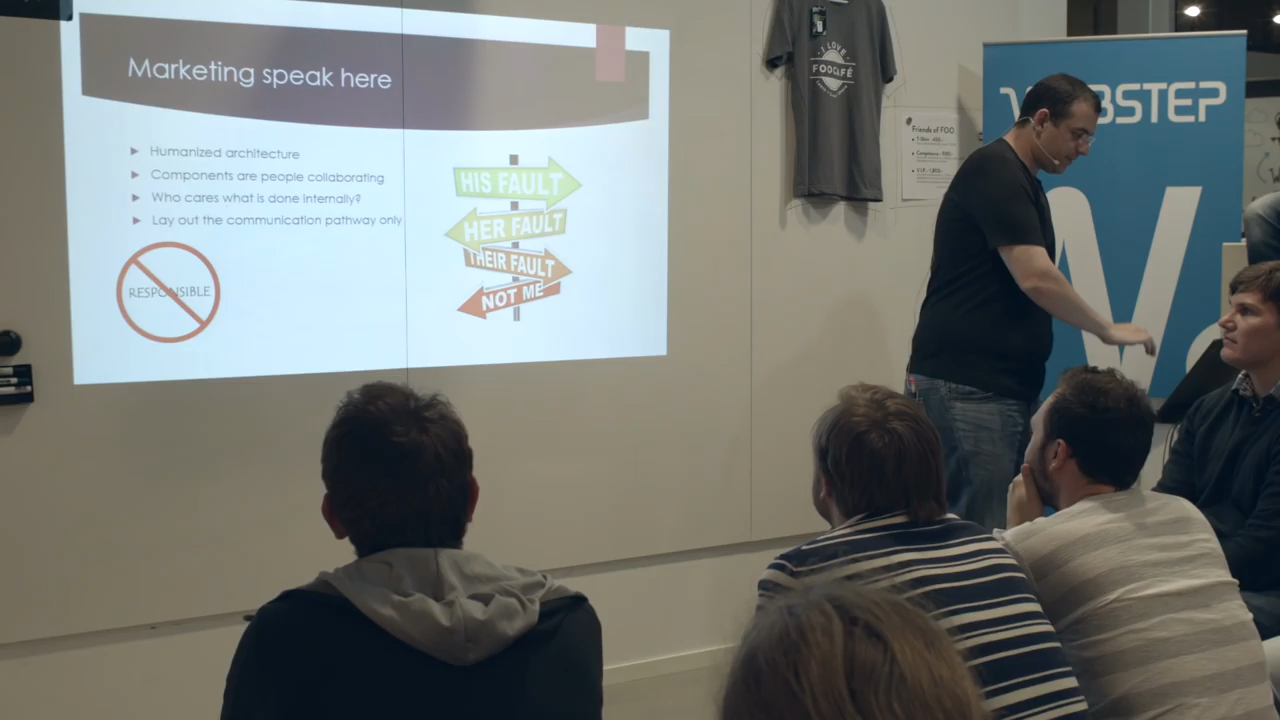 Marketing speak here
Humanized architecture
Components are people collaborating
Who cares what is done internally?
Lay out the communication pathway only
RESPONSIBLE
HIS FAULT
HER FAULT
THEIR FAULT
NOT ME
I LOVE
FOOCAFÉ
Friends of FOO
BSTEP